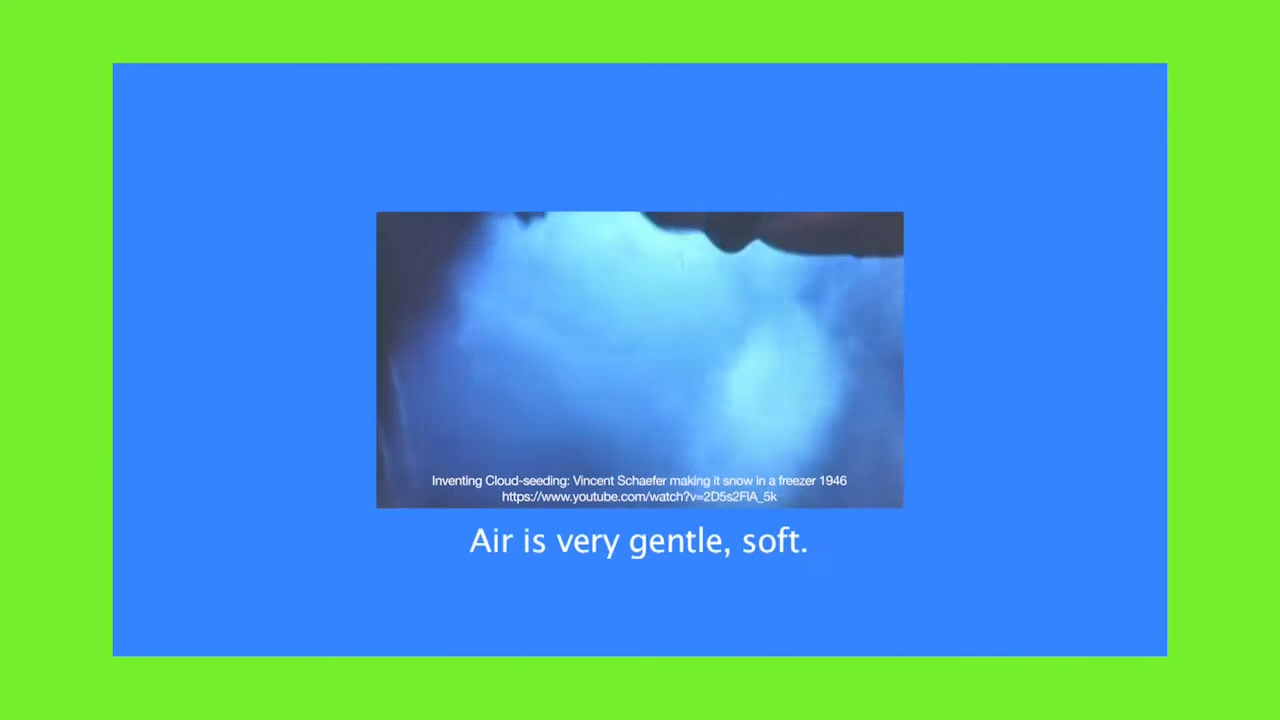 Inventing Cloud-seeding: Vincent Schaefer making it snow in a freezer 1946
https://www.youtube.com/watch?v=2D5s2FlA_5k
Air is very gentle, soft.